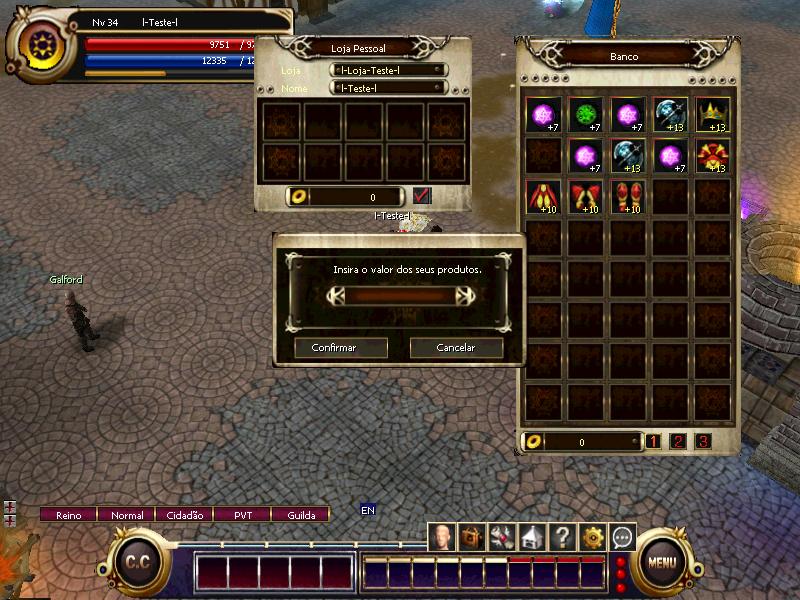 Nv 34 l-Teste-l
9751 / 97
12335 / 12
Loja Pessoal
Loja l-Loja-Teste-l
Nome l-Teste-l
0
l-Teste-l
Banco
+7 +7 +7 +13 +13
+7 +13 +7 +13
+10 +10 +10
0 1 2 3
Insira o valor dos seus produtos.
Confirmar Cancelar
Galford
EN
Reino Normal Cidadão PVT Guilda
C.C
?
MENU